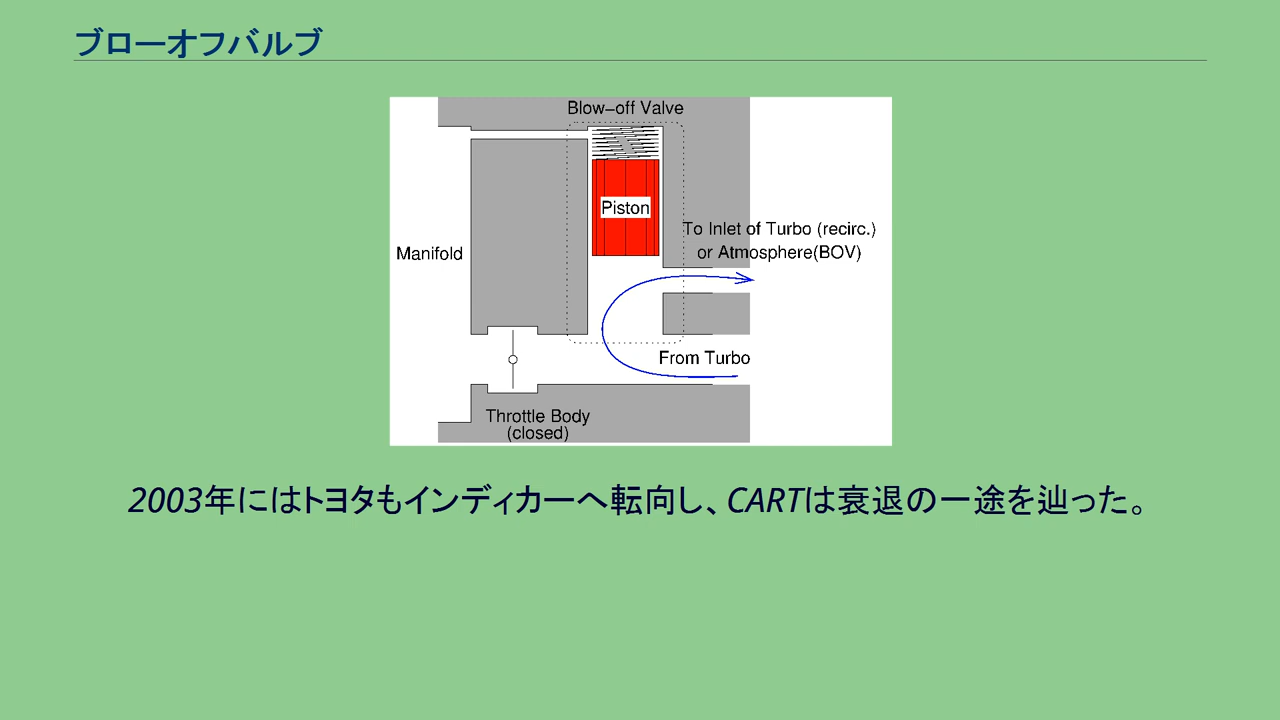 ブローオフバルブ
Blow-off Valve
Piston
To Inlet of Turbo (recirc.)
or Atmosphere(BOV)
Manifold
From Turbo
Throttle Body
(closed)
2003年にはトヨタもインディカーへ転向し、CARTは衰退の一途を辿った。